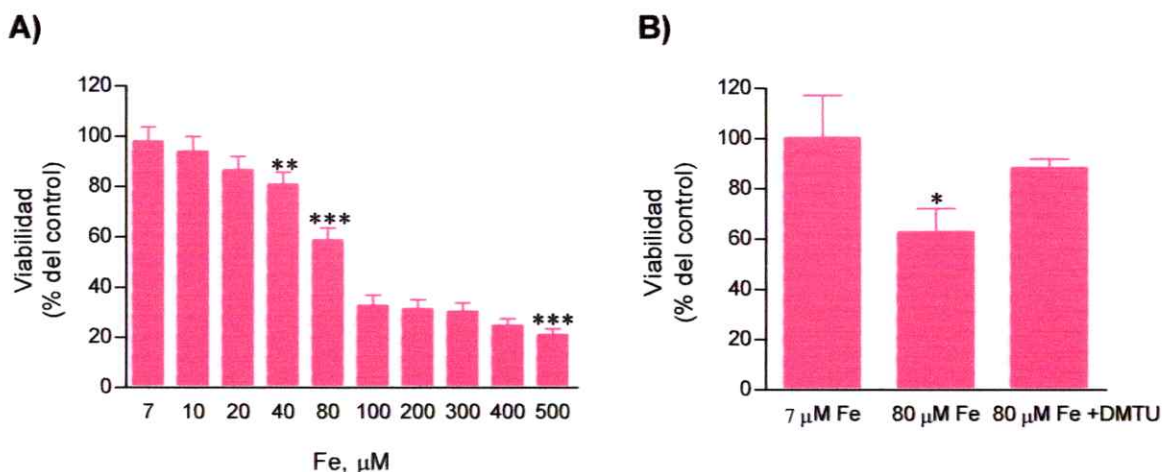 A)
Viabilidad
(% del control)
120
100
80
60
40
20
0
**
***
***
7 10 20 40 80 100 200 300 400 500
Fe, µM
B)
Viabilidad
(% del control)
120
100
80
60
40
20
0
*
7 µM Fe 80 µM Fe 80 µM Fe +DMTU